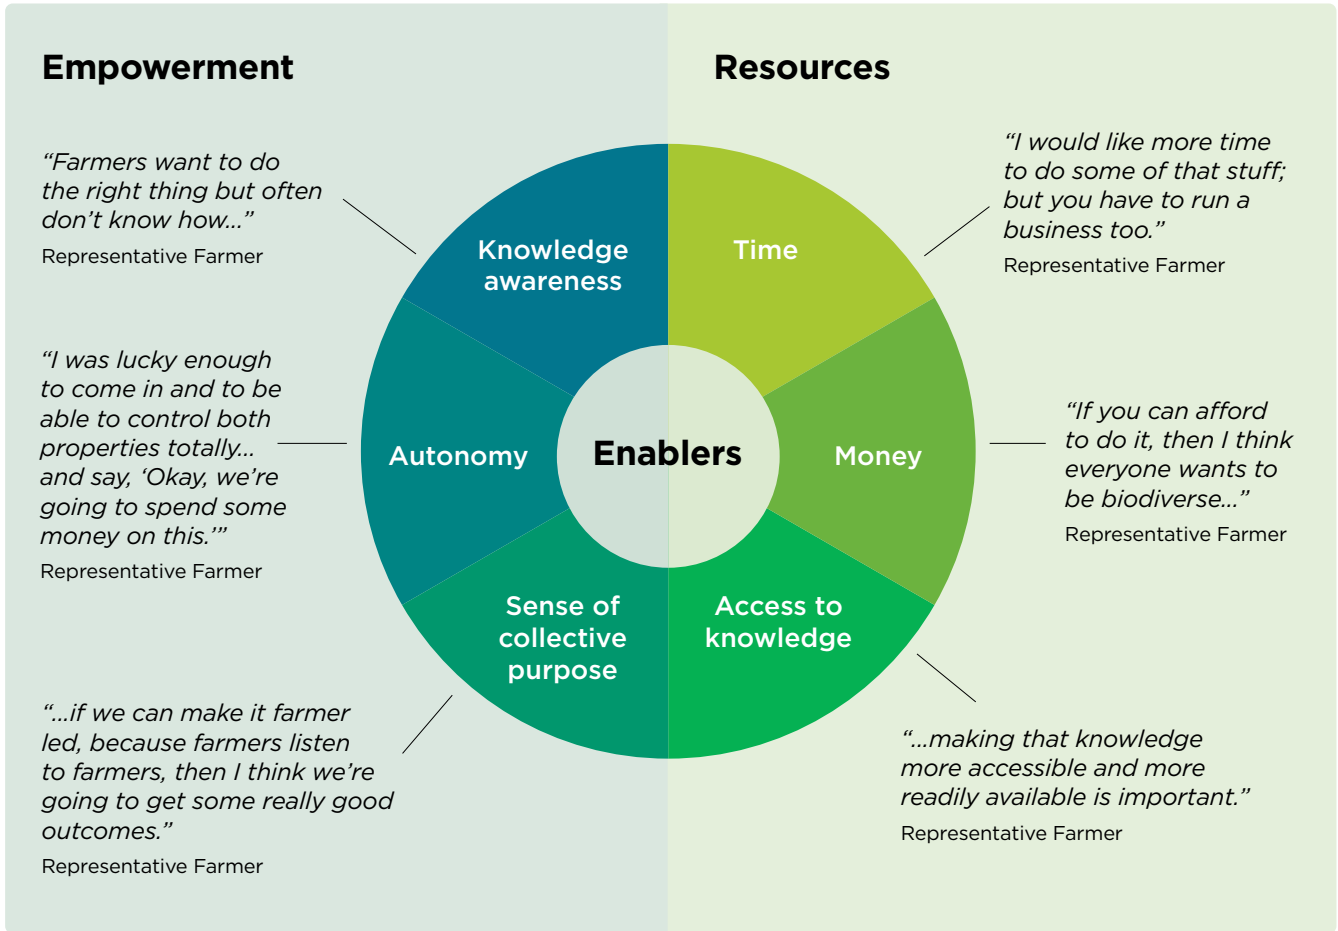 Empowerment
“Farmers want to do
the right thing but often
don’t know how...”
Representative Farmer
“I was lucky enough
to come in and to be
able to control both
properties totally...
and say, ‘Okay, we’re
going to spend some
money on this.’”
Representative Farmer
“...if we can make it farmer
led, because farmers listen
to farmers, then I think we’re
going to get some really good
outcomes.”
Representative Farmer
Knowledge
awareness
Autonomy
Sense of
collective
purpose
Enablers
Resources
Time
Money
Access to
knowledge
“I would like more time
to do some of that stuff;
but you have to run a
business too.”
Representative Farmer
“If you can afford
to do it, then I think
everyone wants to
be biodiverse...”
Representative Farmer
“...making that knowledge
more accessible and more
readily available is important.”
Representative Farmer